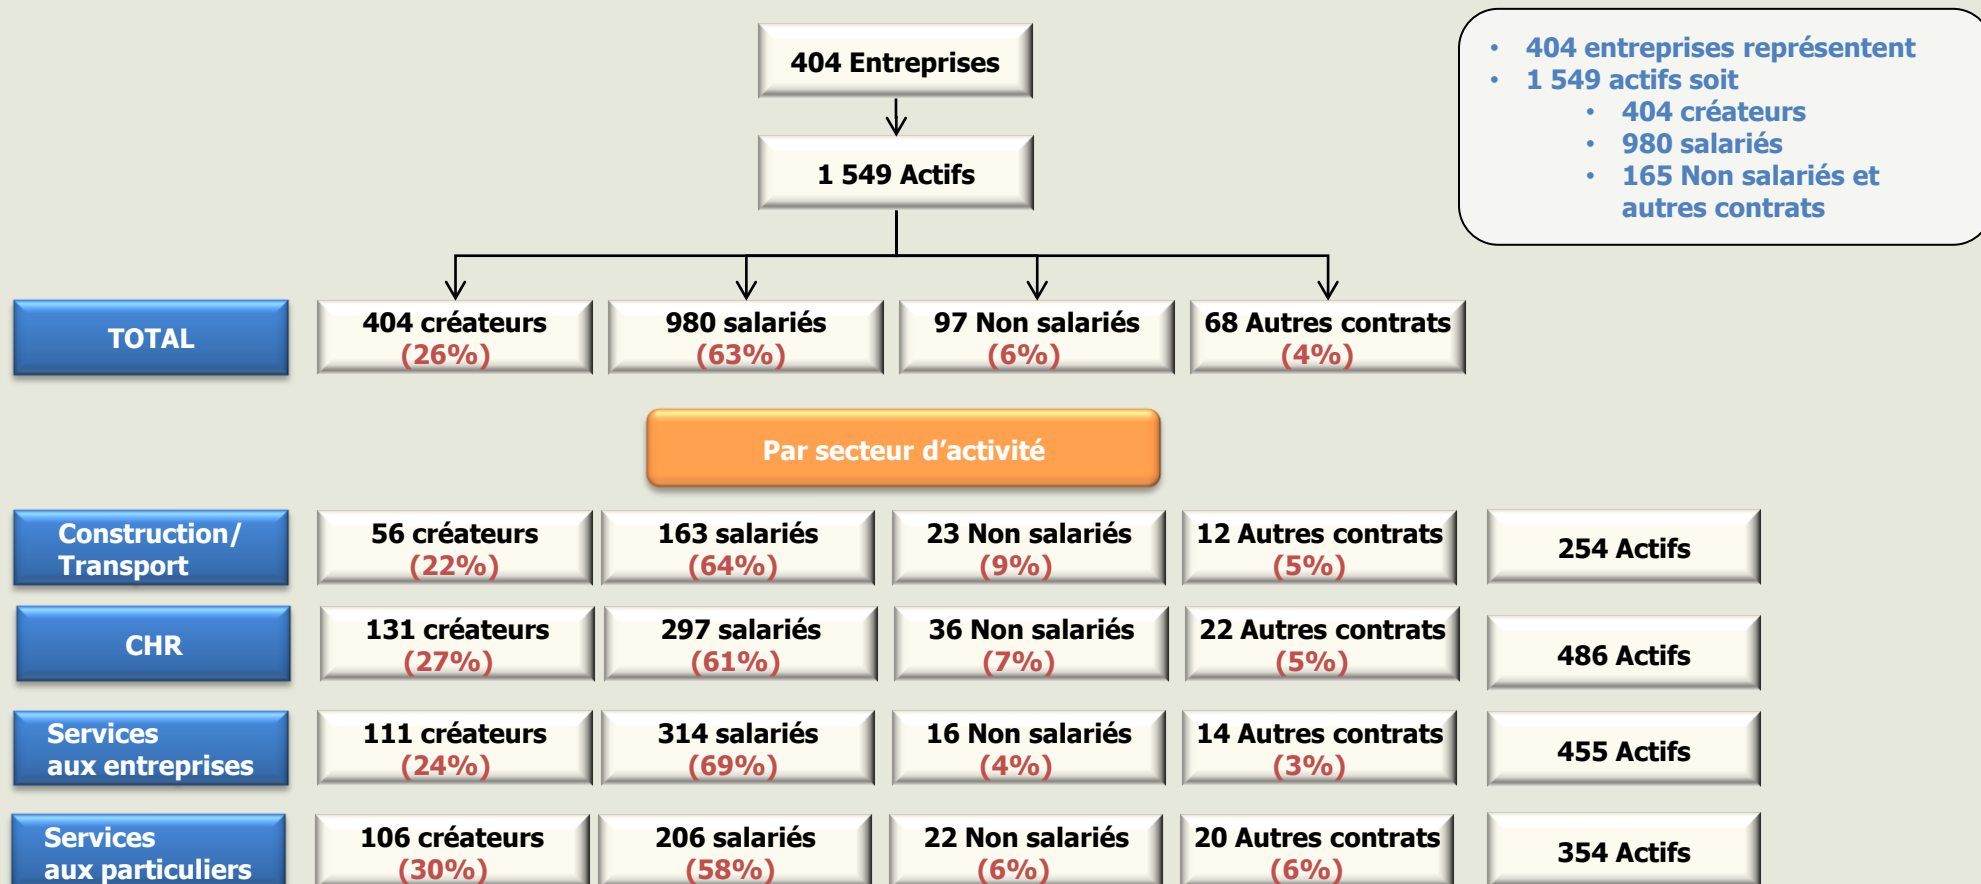 404 Entreprises
1 549 Actifs
• 404 entreprises représentent
• 1 549 actifs soit
• 404 créateurs
• 980 salariés
• 165 Non salariés et
autres contrats
TOTAL
404 créateurs
(26%)
980 salariés
(63%)
97 Non salariés
(6%)
68 Autres contrats
(4%)
Par secteur d’activité
Construction/
Transport
56 créateurs
(22%)
163 salariés
(64%)
23 Non salariés
(9%)
12 Autres contrats
(5%)
254 Actifs
CHR
131 créateurs
(27%)
297 salariés
(61%)
36 Non salariés
(7%)
22 Autres contrats
(5%)
486 Actifs
Services
aux entreprises
111 créateurs
(24%)
314 salariés
(69%)
16 Non salariés
(4%)
14 Autres contrats
(3%)
455 Actifs
Services
aux particuliers
106 créateurs
(30%)
206 salariés
(58%)
22 Non salariés
(6%)
20 Autres contrats
(6%)
354 Actifs